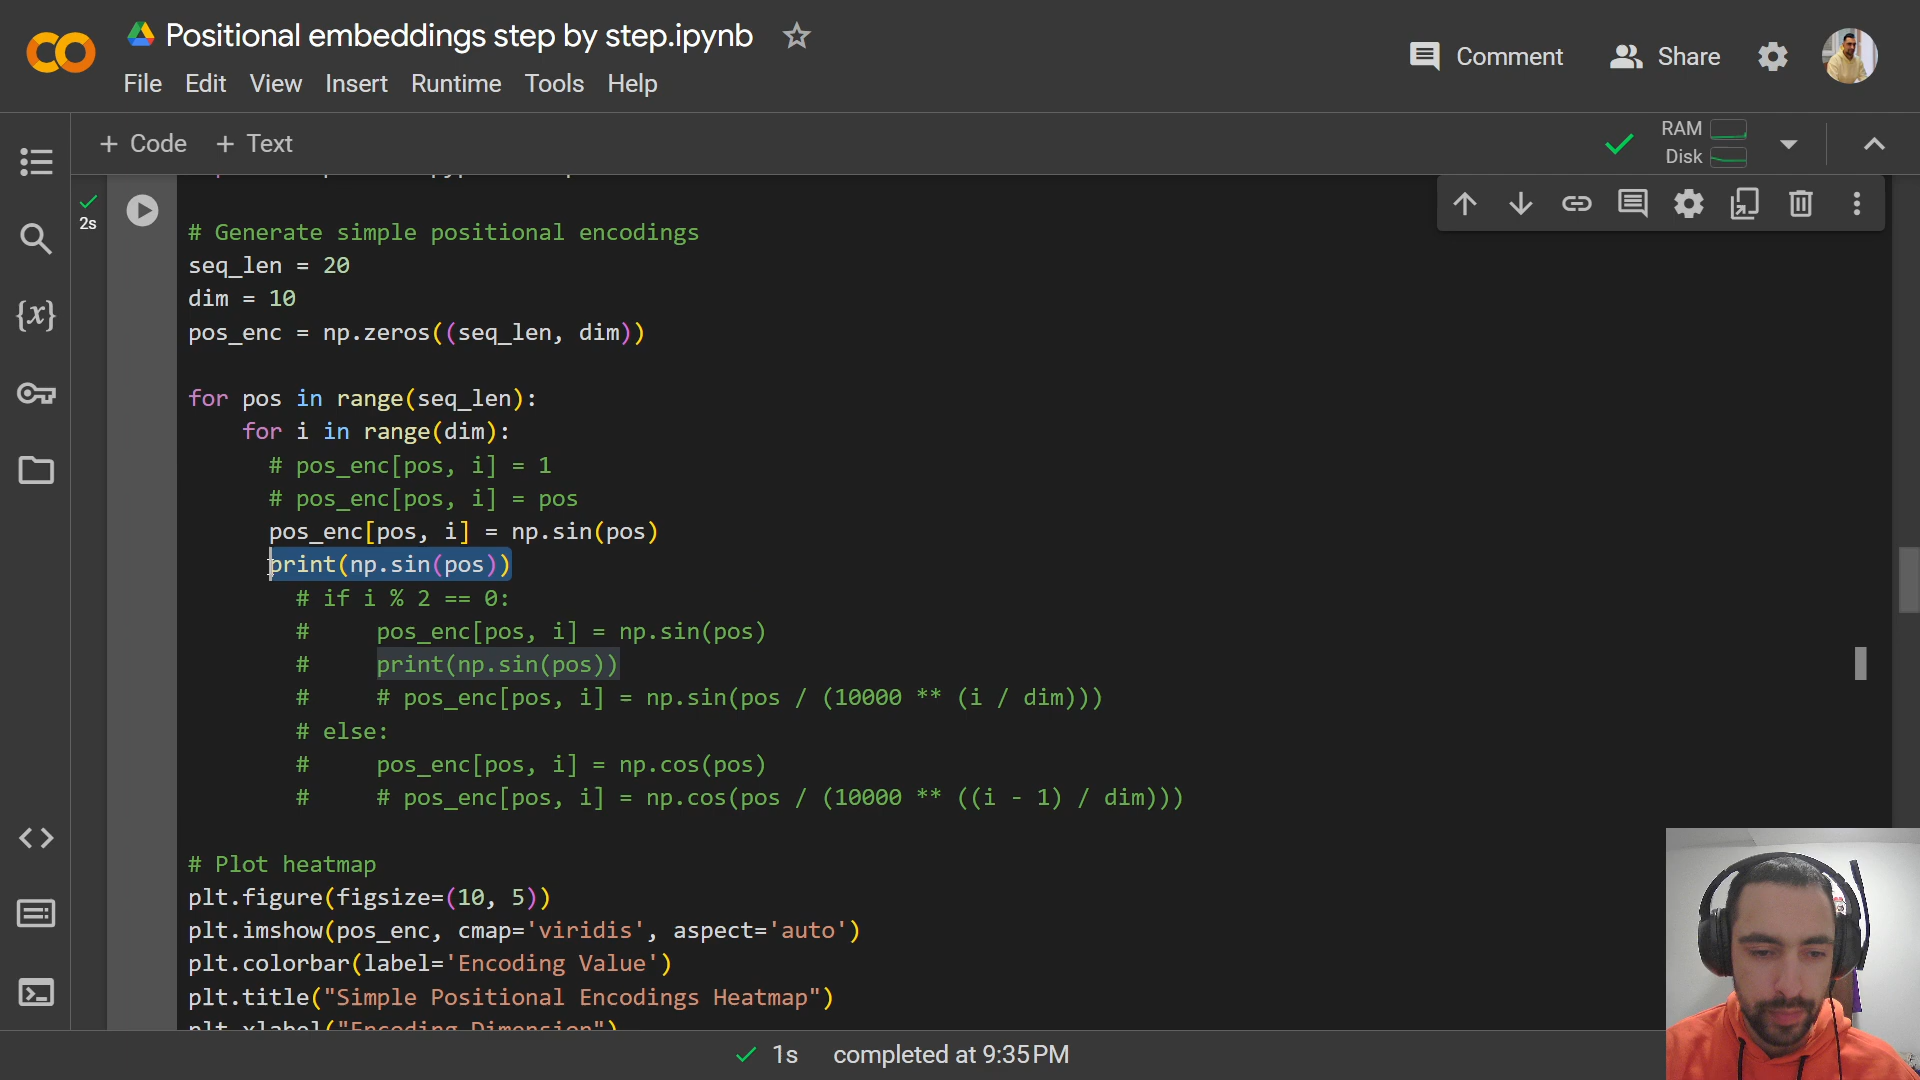 Positional embeddings step by step.ipynb
File Edit View Insert Runtime Tools Help
Comment
Share
+ Code + Text
RAM
Disk
2s
# Generate simple positional encodings
seq_len = 20
dim = 10
pos_enc = np.zeros((seq_len, dim))
for pos in range(seq_len):
for i in range(dim):
# pos_enc[pos, i] = 1
# pos_enc[pos, i] = pos
pos_enc[pos, i] = np.sin(pos)
print(np.sin(pos))
# if i % 2 == 0:
# pos_enc[pos, i] = np.sin(pos)
# print(np.sin(pos))
# # pos_enc[pos, i] = np.sin(pos / (10000 ** (i / dim)))
# else:
# pos_enc[pos, i] = np.cos(pos)
# # pos_enc[pos, i] = np.cos(pos / (10000 ** ((i - 1) / dim)))
# Plot heatmap
plt.figure(figsize=(10, 5))
plt.imshow(pos_enc, cmap='viridis', aspect='auto')
plt.colorbar(label='Encoding Value')
plt.title("Simple Positional Encodings Heatmap")
plt.xlabel("Encoding Dimension")
1s completed at 9:35 PM